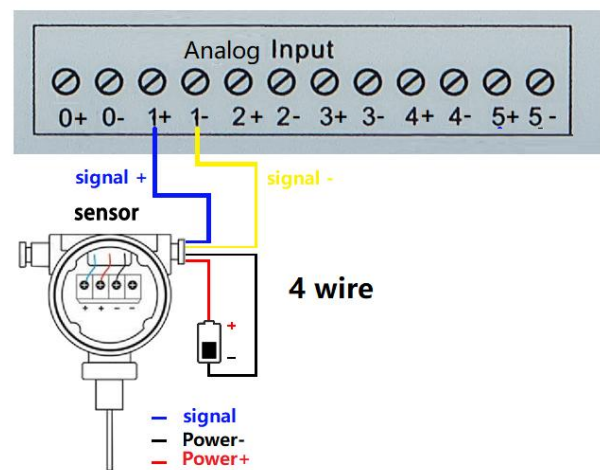 Analog Input
0+ 0- 1+ 1- 2+ 2- 3+ 3- 4+ 4- 5+ 5-
signal + signal -
sensor
4 wire
+ + - -
+
-
signal
Power-
Power+